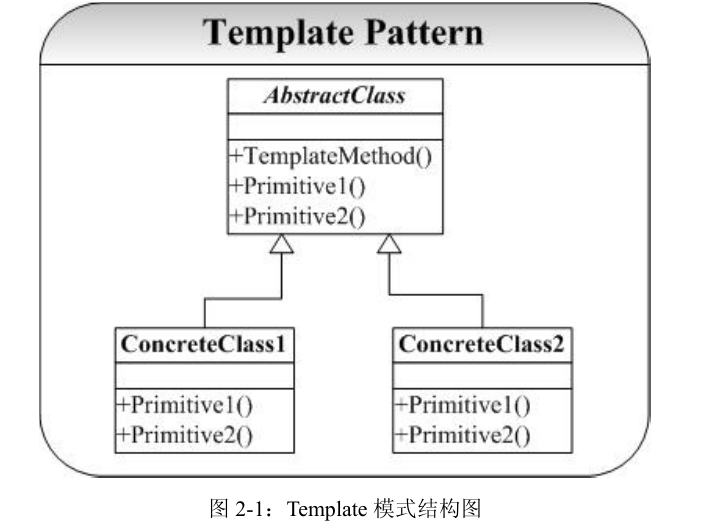 Template Pattern
AbstractClass
+TemplateMethod()
+Primitive1()
+Primitive2()
ConcreteClass1
+Primitive1()
+Primitive2()
ConcreteClass2
+Primitive1()
+Primitive2()
图 2-1：Template 模式结构图